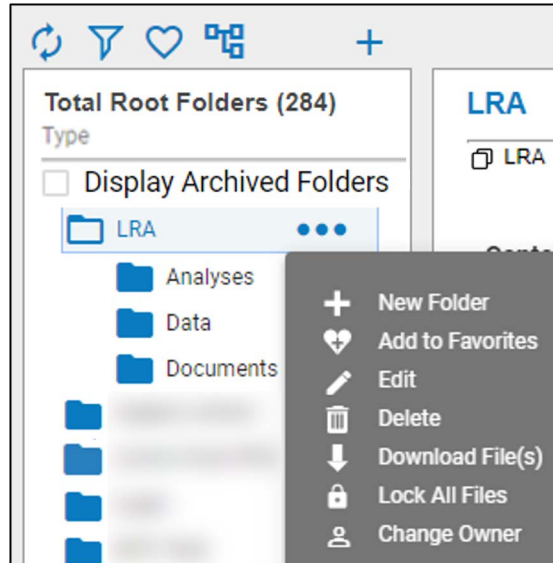 Total Root Folders (284)
Type
Display Archived Folders
LRA
Analyses
Data
Documents
LRA
LRA
New Folder
Add to Favorites
Edit
Delete
Download File(s)
Lock All Files
Change Owner